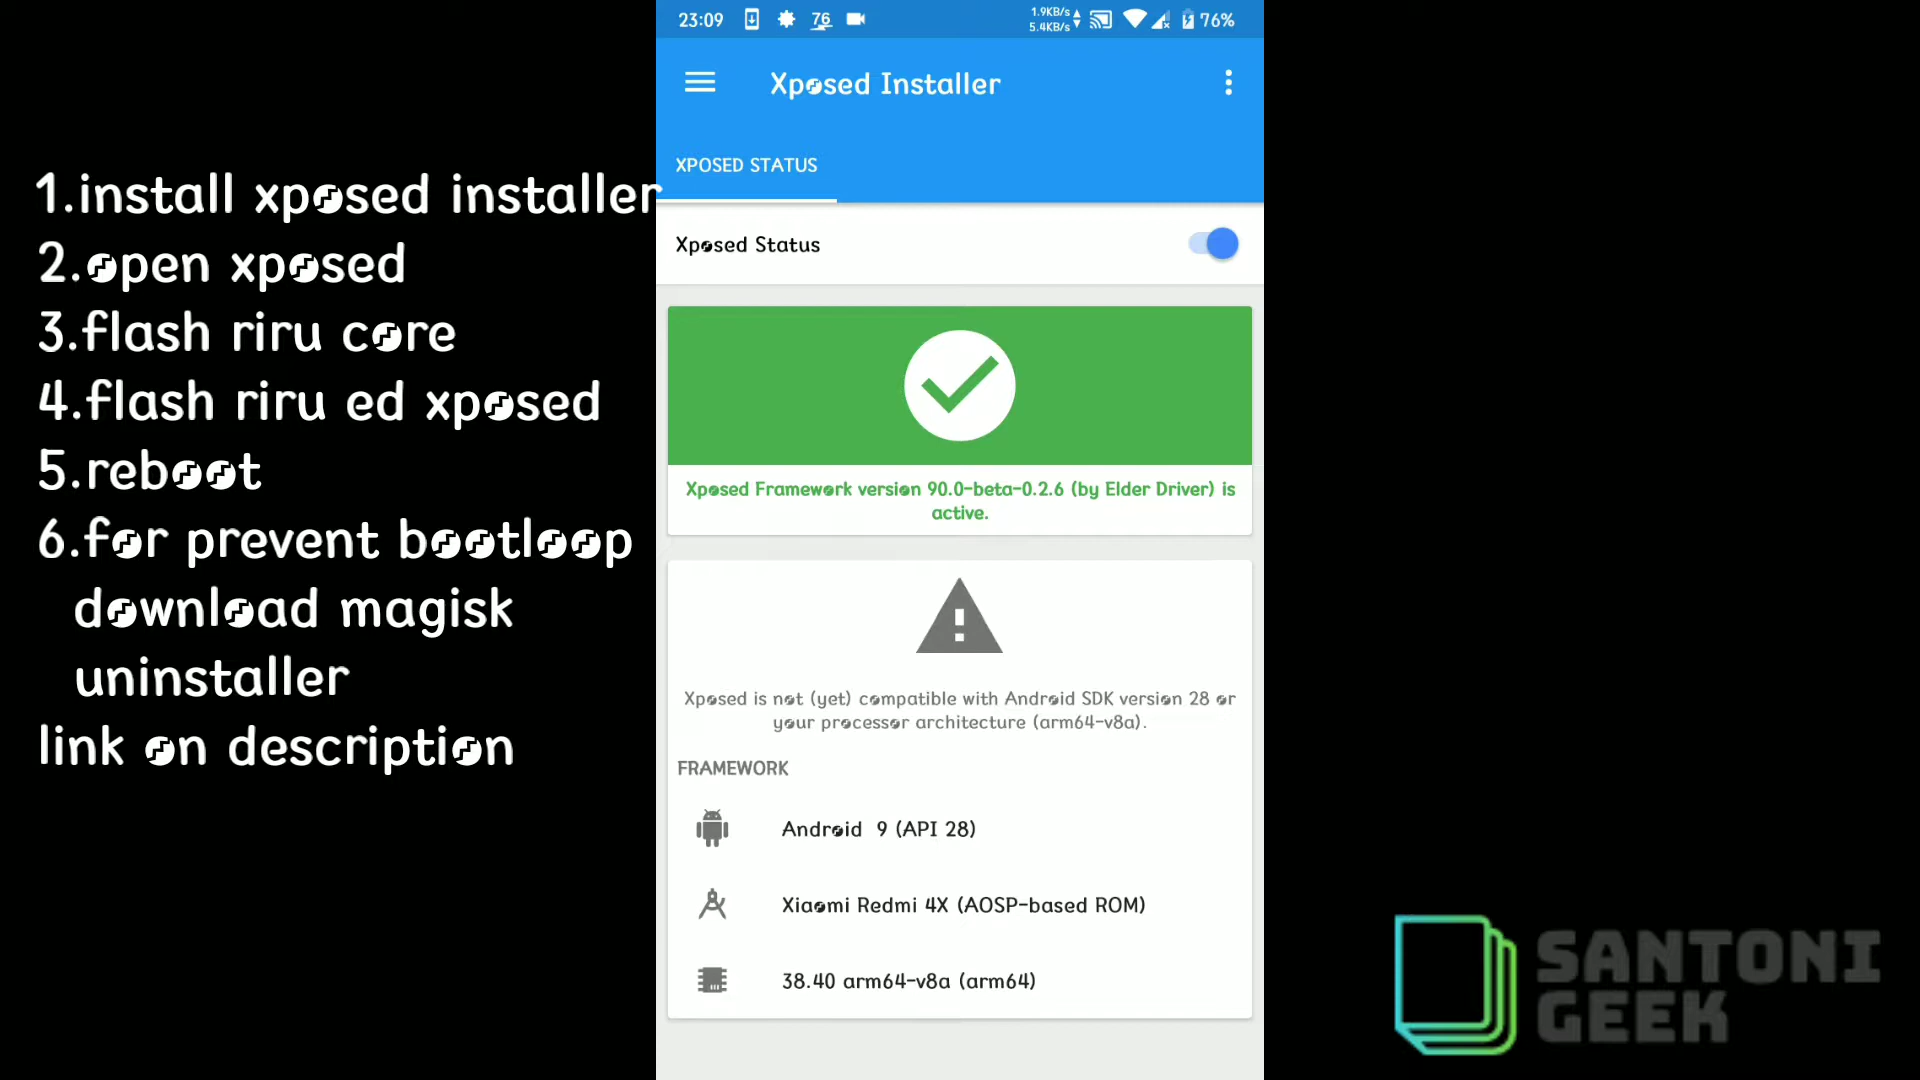 1.install xposed installer
2.open xposed
3.flash riru core
4.flash riru ed xposed
5.reboot
6.for prevent bootloop
download magisk
uninstaller
link on description
23:09 76 1.9KB/s 5.4KB/s 76%
Xposed Installer
XPOSED STATUS
Xposed Status
Xposed Framework version 90.0-beta-0.2.6 (by Elder Driver) is
active.
Xposed is not (yet) compatible with Android SDK version 28 or
your processor architecture (arm64-v8a).
FRAMEWORK
Android 9 (API 28)
Xiaomi Redmi 4X (AOSP-based ROM)
38.40 arm64-v8a (arm64)
SANTONI
GEEK